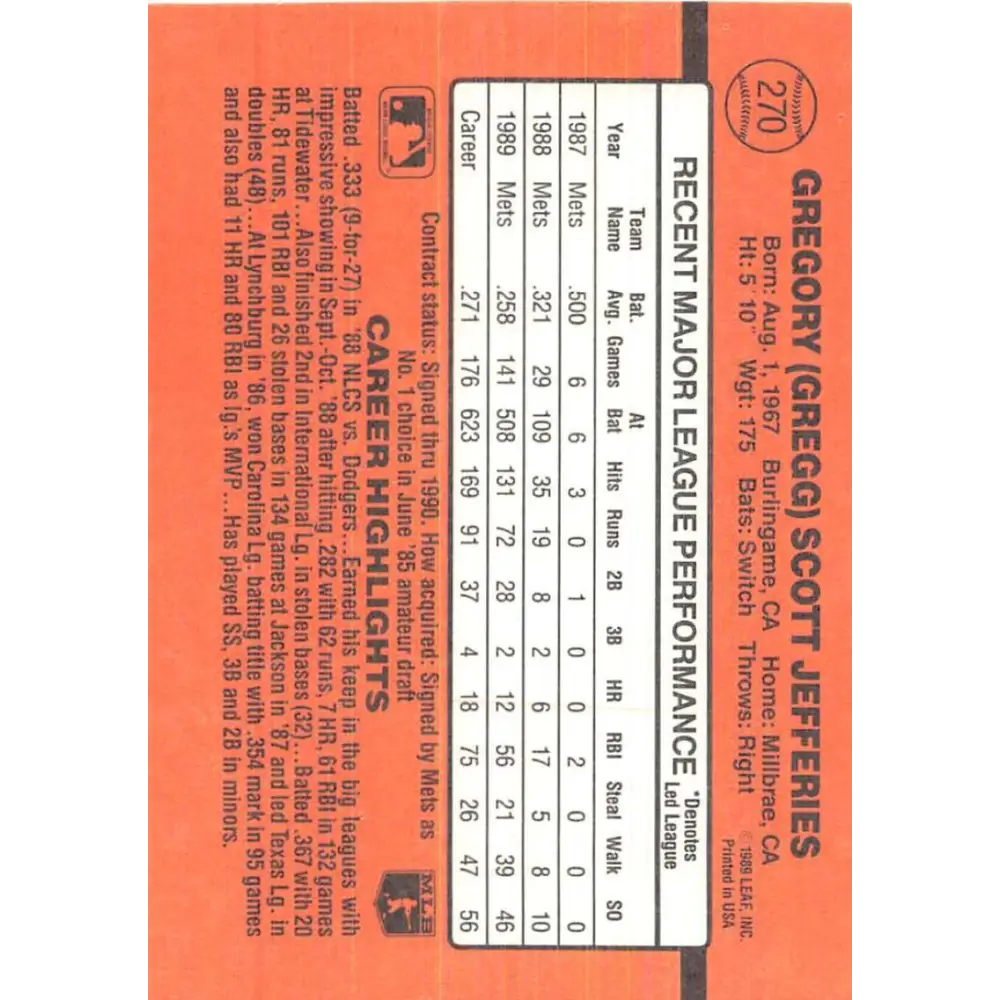 270
GREGORY (GREGG) SCOTT JEFFERIES
Born: Aug. 1, 1967 Burlingame, CA Home: Millbrae, CA
Ht: 5' 10" Wgt: 175 Bats: Switch Throws: Right
© 1989 LEAF, INC.
Printed in USA
RECENT MAJOR LEAGUE PERFORMANCE
*Denotes
Led League
Year Team Name Bat. Avg. Games At Bat Hits Runs 2B 3B HR RBI Steal Walk SO
1987 Mets .500 6 6 3 0 1 0 0 2 0 0 0
1988 Mets .321 29 109 35 19 8 2 6 17 5 8 10
1989 Mets .258 141 508 131 72 28 2 12 56 21 39 46
Career .271 176 623 169 91 37 4 18 75 26 47 56
Contract status: Signed thru 1990. How acquired: Signed by Mets as
No. 1 choice in June '85 amateur draft
MLB
CAREER HIGHLIGHTS
Batted .333 (9-for-27) in '88 NLCS vs. Dodgers...Earned his keep in the big leagues with
impressive showing in Sept.-Oct. '88 after hitting .282 with 62 runs, 7 HR, 61 RBI in 132 games
at Tidewater...Also finished 2nd in International Lg. in stolen bases (32)...Batted .367 with 20
HR, 81 runs, 101 RBI and 26 stolen bases in 134 games at Jackson in '87 and led Texas Lg. in
doubles (48)...At Lynchburg in '86, won Carolina Lg. batting title with .354 mark in 95 games
and also had 11 HR and 80 RBI as lg.'s MVP...Has played SS, 3B and 2B in minors.